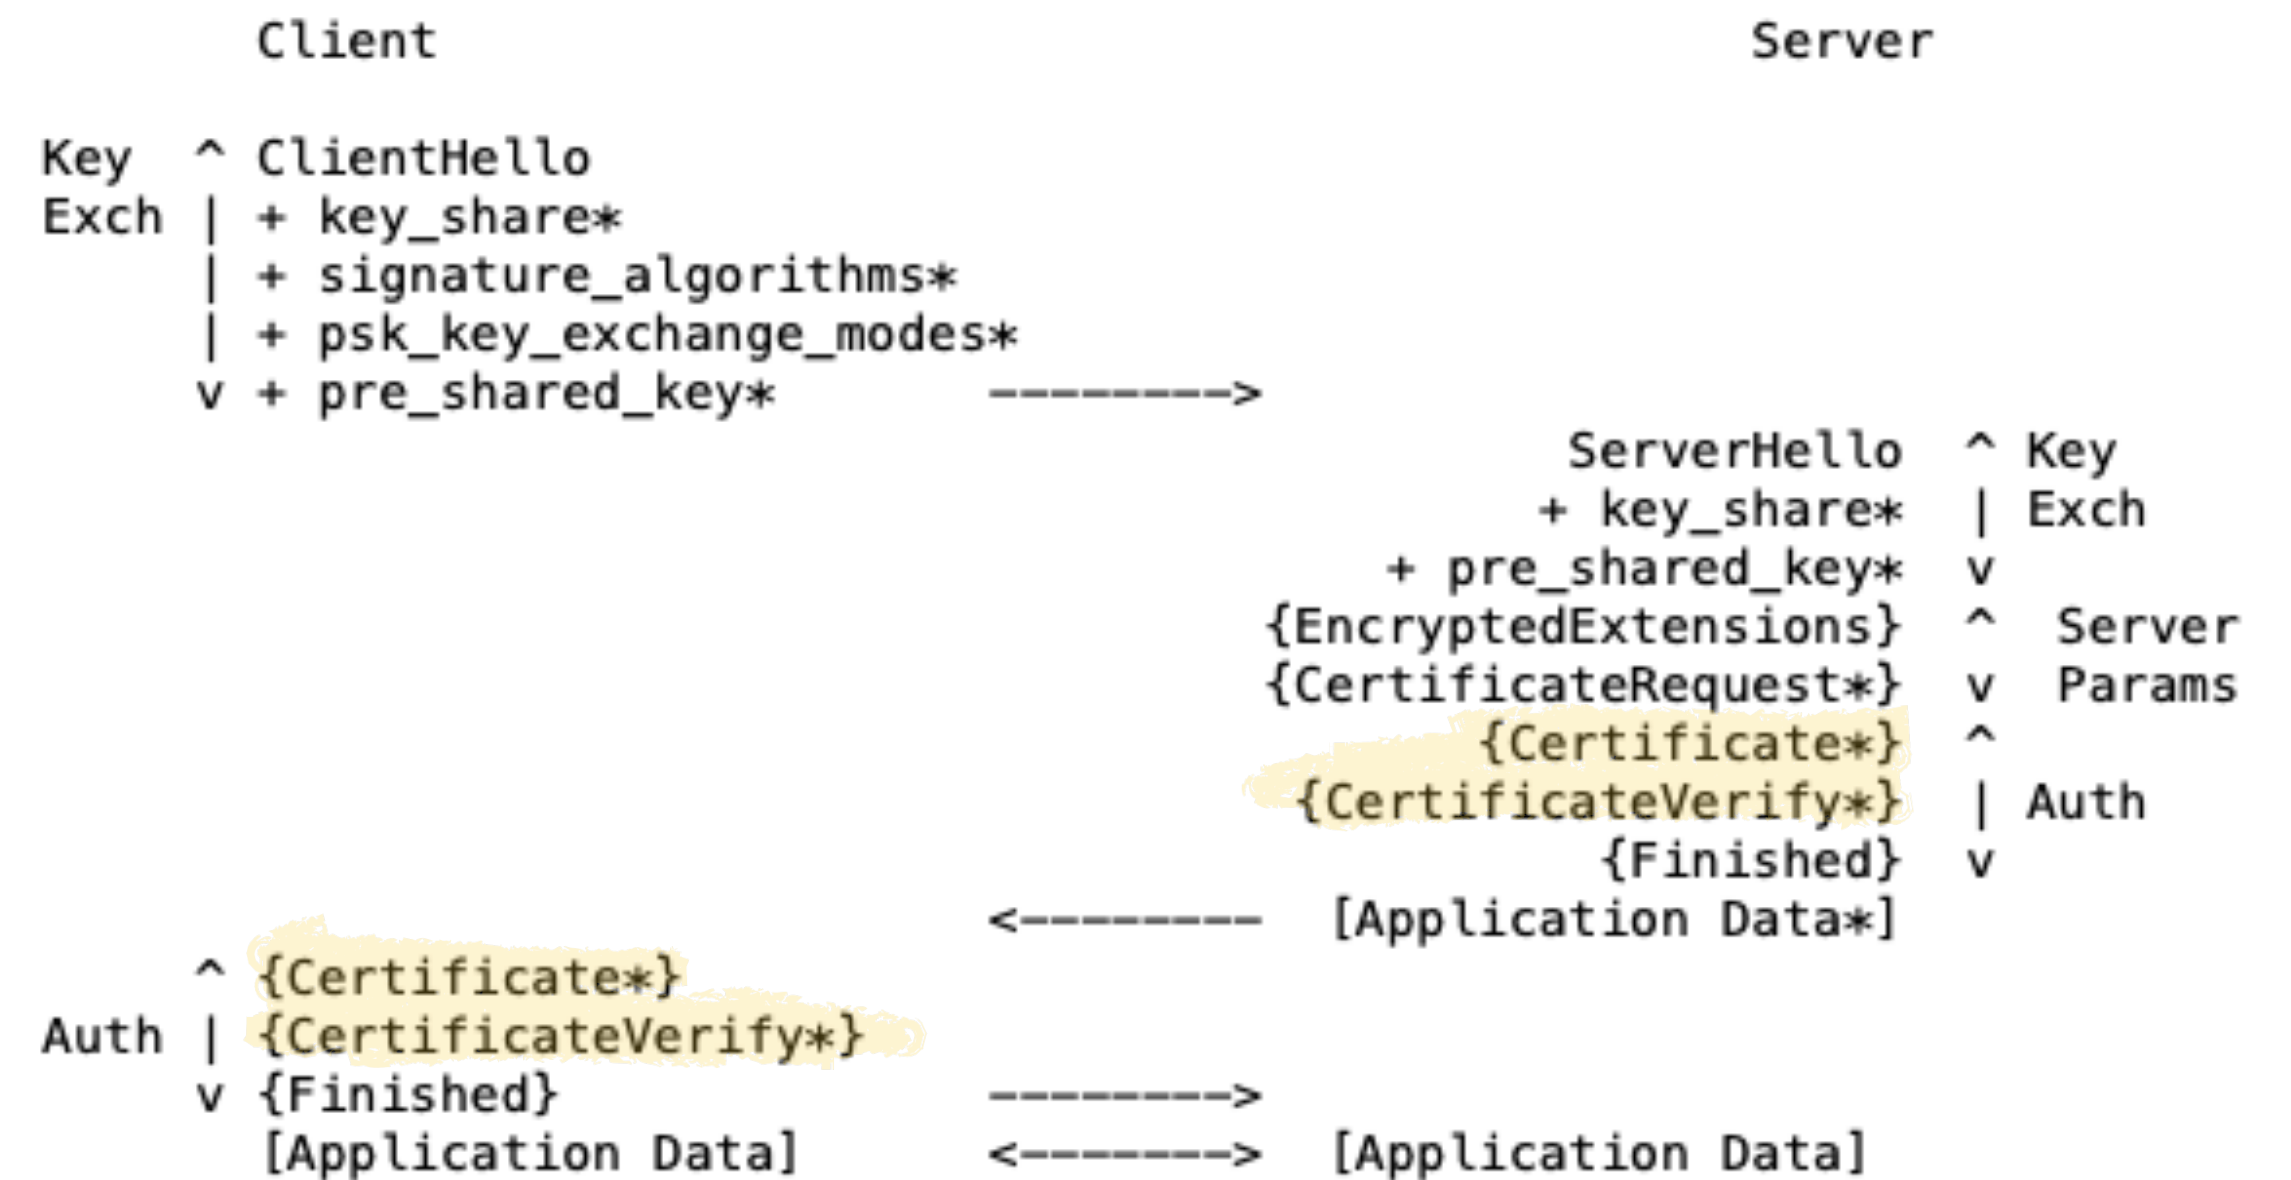 Client Server
Key ^ ClientHello
Exch | + key_share*
| + signature_algorithms*
| + psk_key_exchange_modes*
v + pre_shared_key* -------->
ServerHello ^ Key
+ key_share* | Exch
+ pre_shared_key* v
{EncryptedExtensions} ^ Server
{CertificateRequest*} v Params
{Certificate*} ^
{CertificateVerify*} | Auth
{Finished} v
<-------- [Application Data*]
^ {Certificate*}
Auth | {CertificateVerify*}
v {Finished} -------->
[Application Data] <-------> [Application Data]